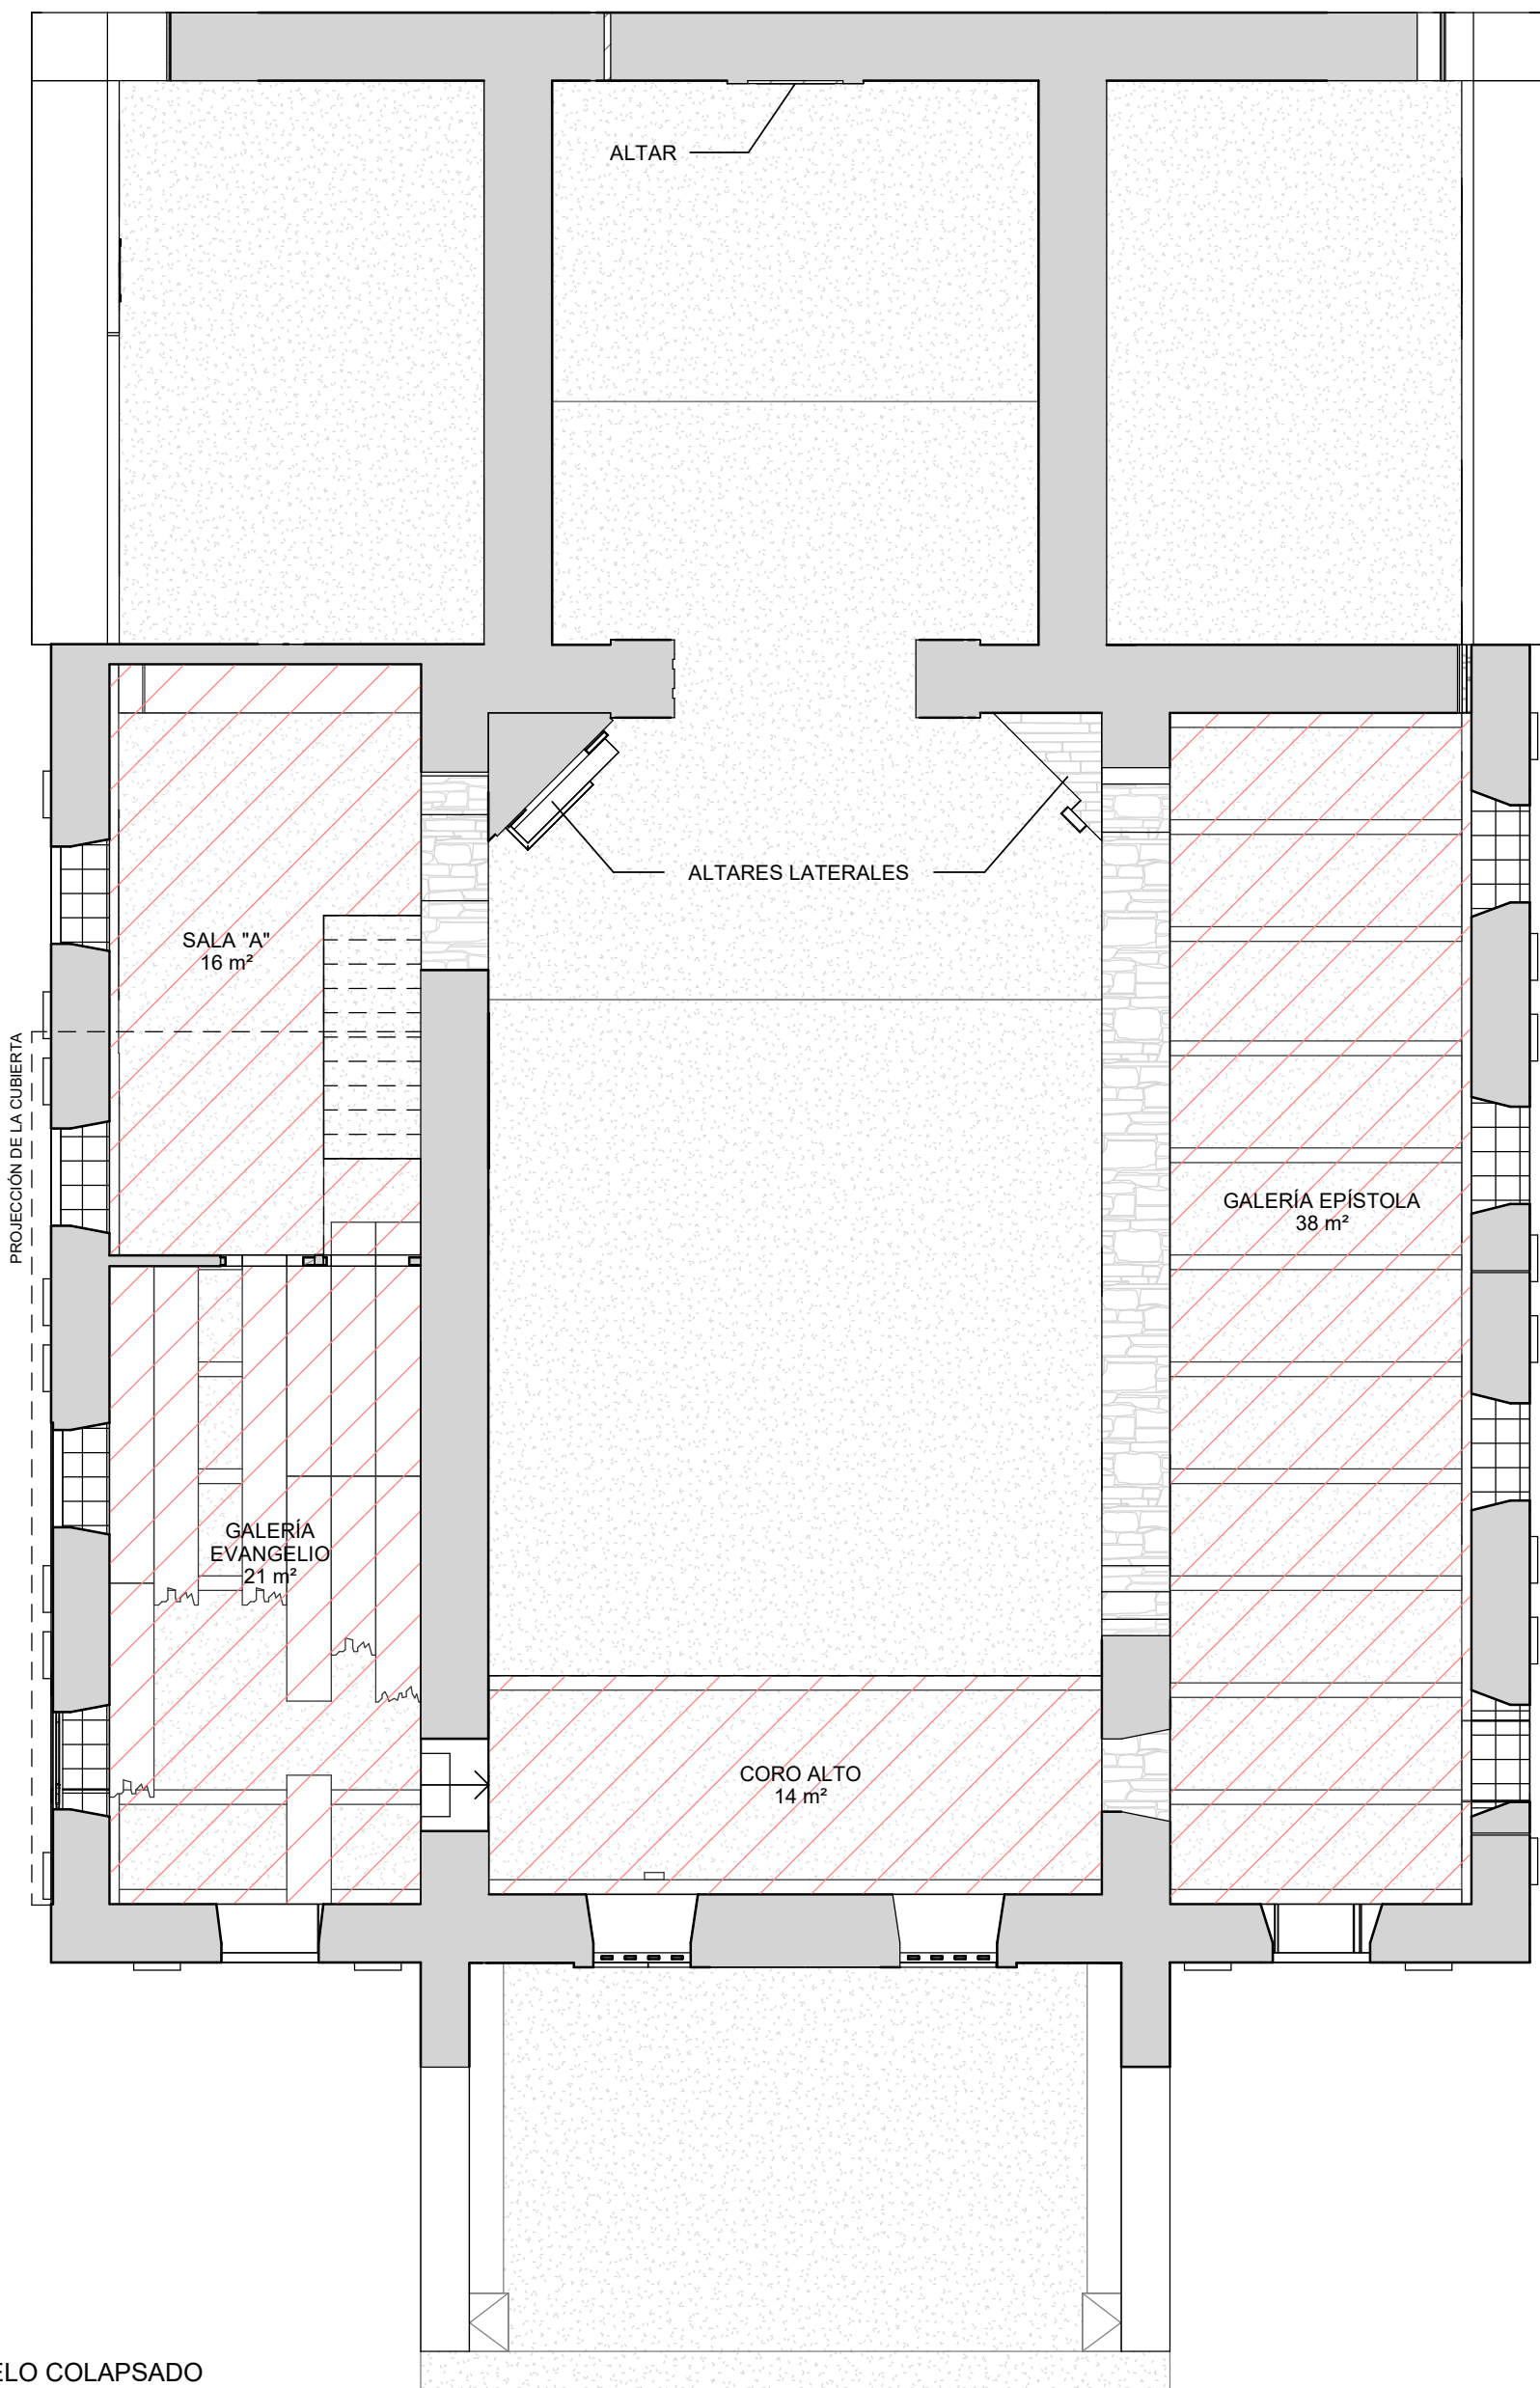 ALTAR
ALTARES LATERALES
SALA "A"
16 m²
PROJECCIÓN DE LA CUBIERTA
GALERÍA EPÍSTOLA
38 m²
GALERÍA
EVANGELIO
21 m²
CORO ALTO
14 m²
COLAPSADO